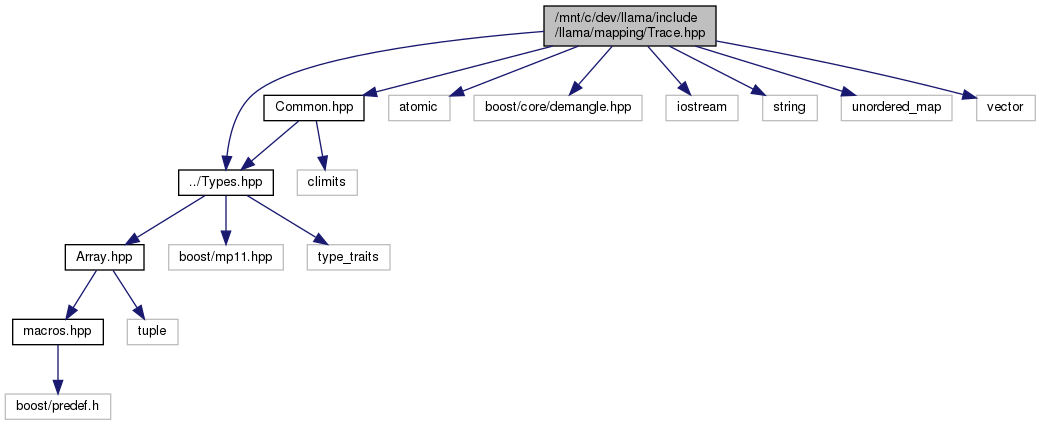 /mnt/c/dev/llama/include
/llama/mapping/Trace.hpp
Common.hpp
atomic
boost/core/demangle.hpp
iostream
string
unordered_map
vector
../Types.hpp
climits
Array.hpp
boost/mp11.hpp
type_traits
macros.hpp
tuple
boost/predef.h